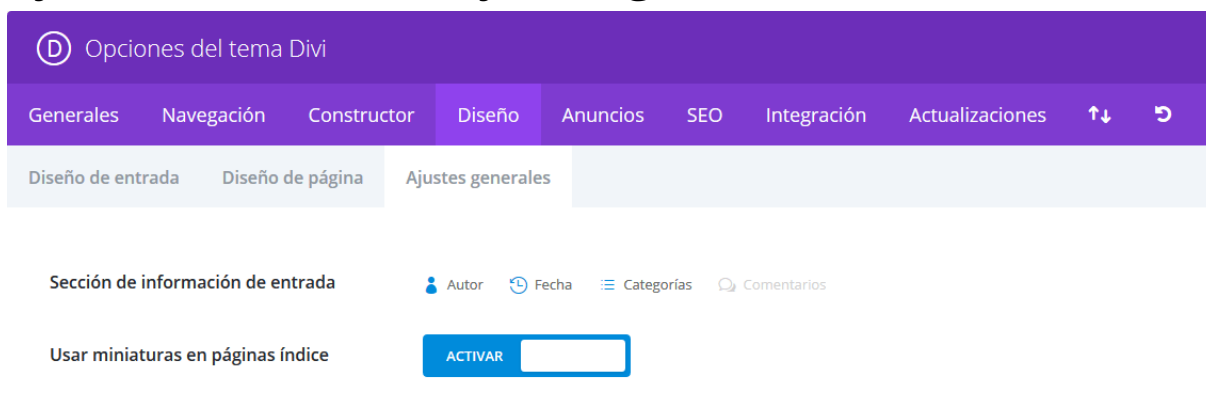 D Opciones del tema Divi
Generales Navegación Constructor Diseño Anuncios SEO Integración Actualizaciones
Diseño de entrada Diseño de página Ajustes generales
Sección de información de entrada Autor Fecha Categorías Comentarios
Usar miniaturas en páginas índice ACTIVAR